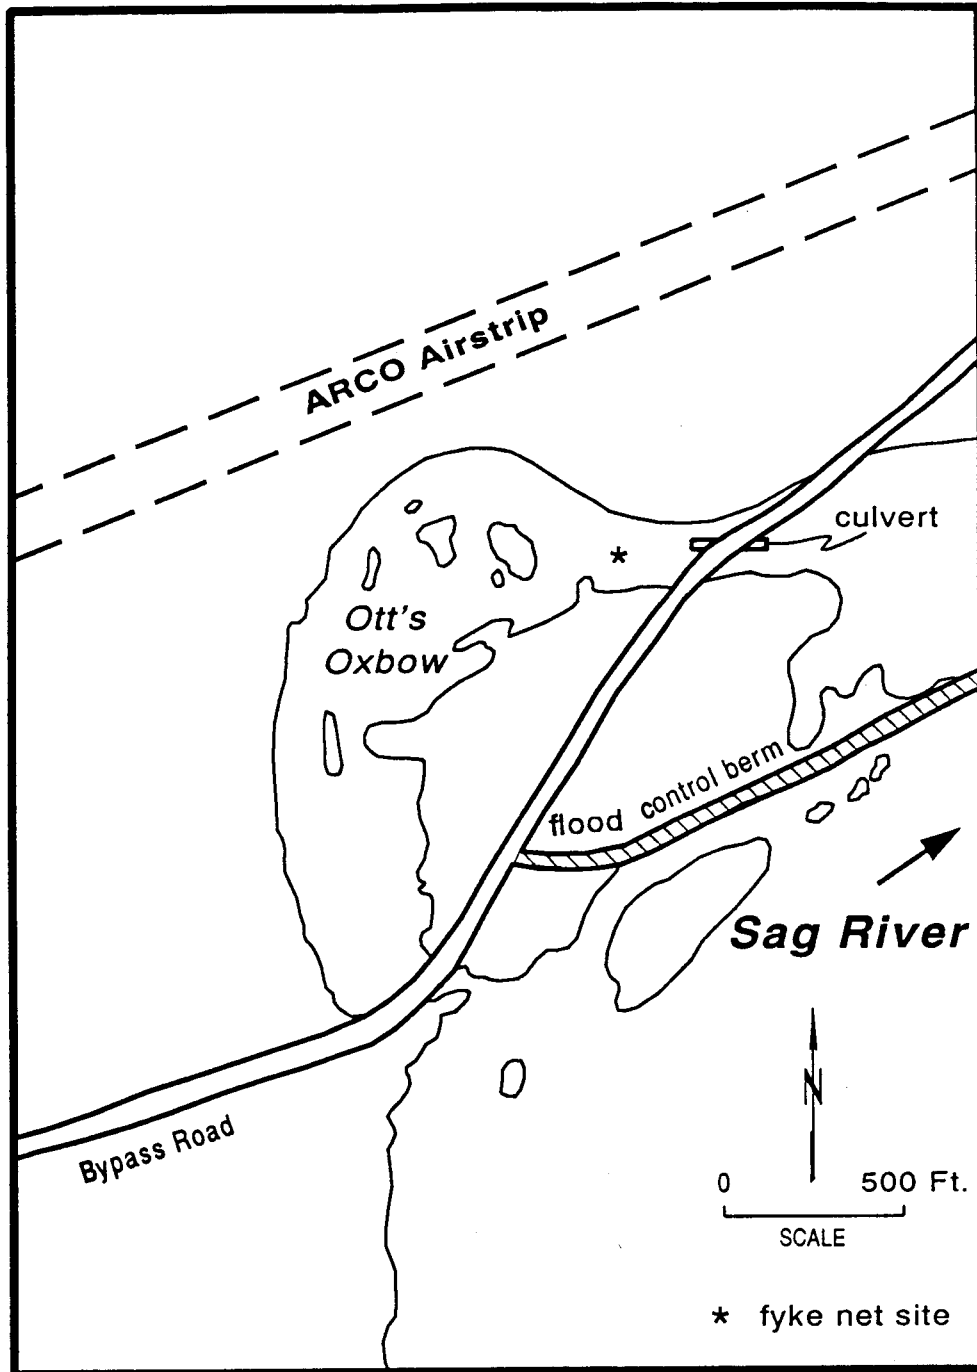 ARCO Airstrip
culvert
Ott's
Oxbow
flood control berm
Sag River
Bypass Road
N
0 500 Ft.
SCALE
* fyke net site